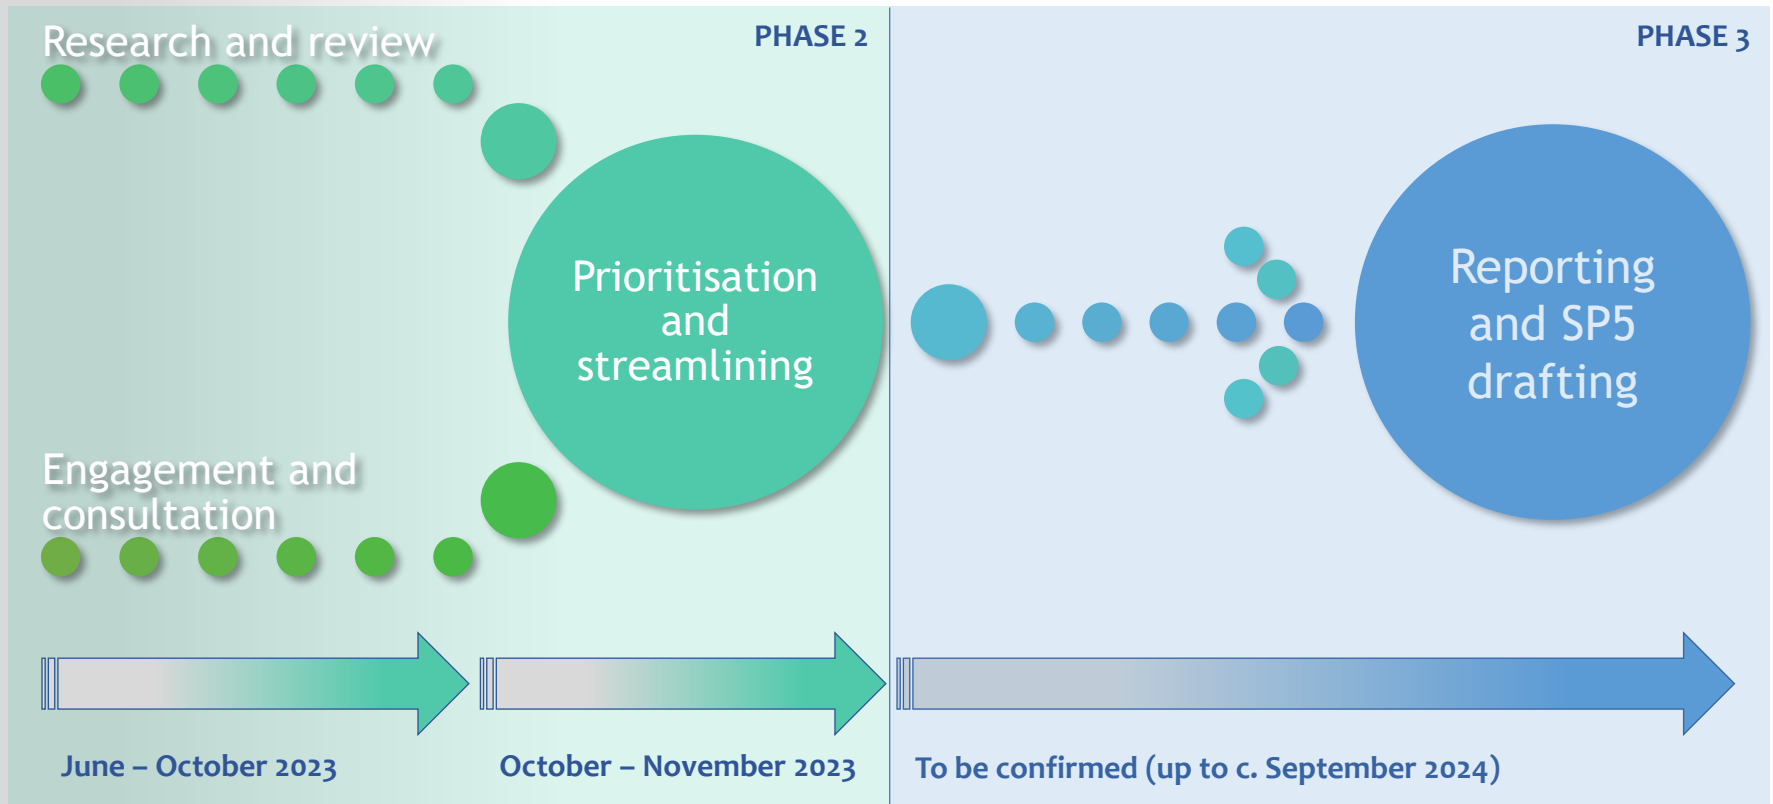 Research and review
PHASE 2
PHASE 3
Prioritisation
and
streamlining
Reporting
and SP5
drafting
Engagement and
consultation
June – October 2023
October – November 2023
To be confirmed (up to c. September 2024)